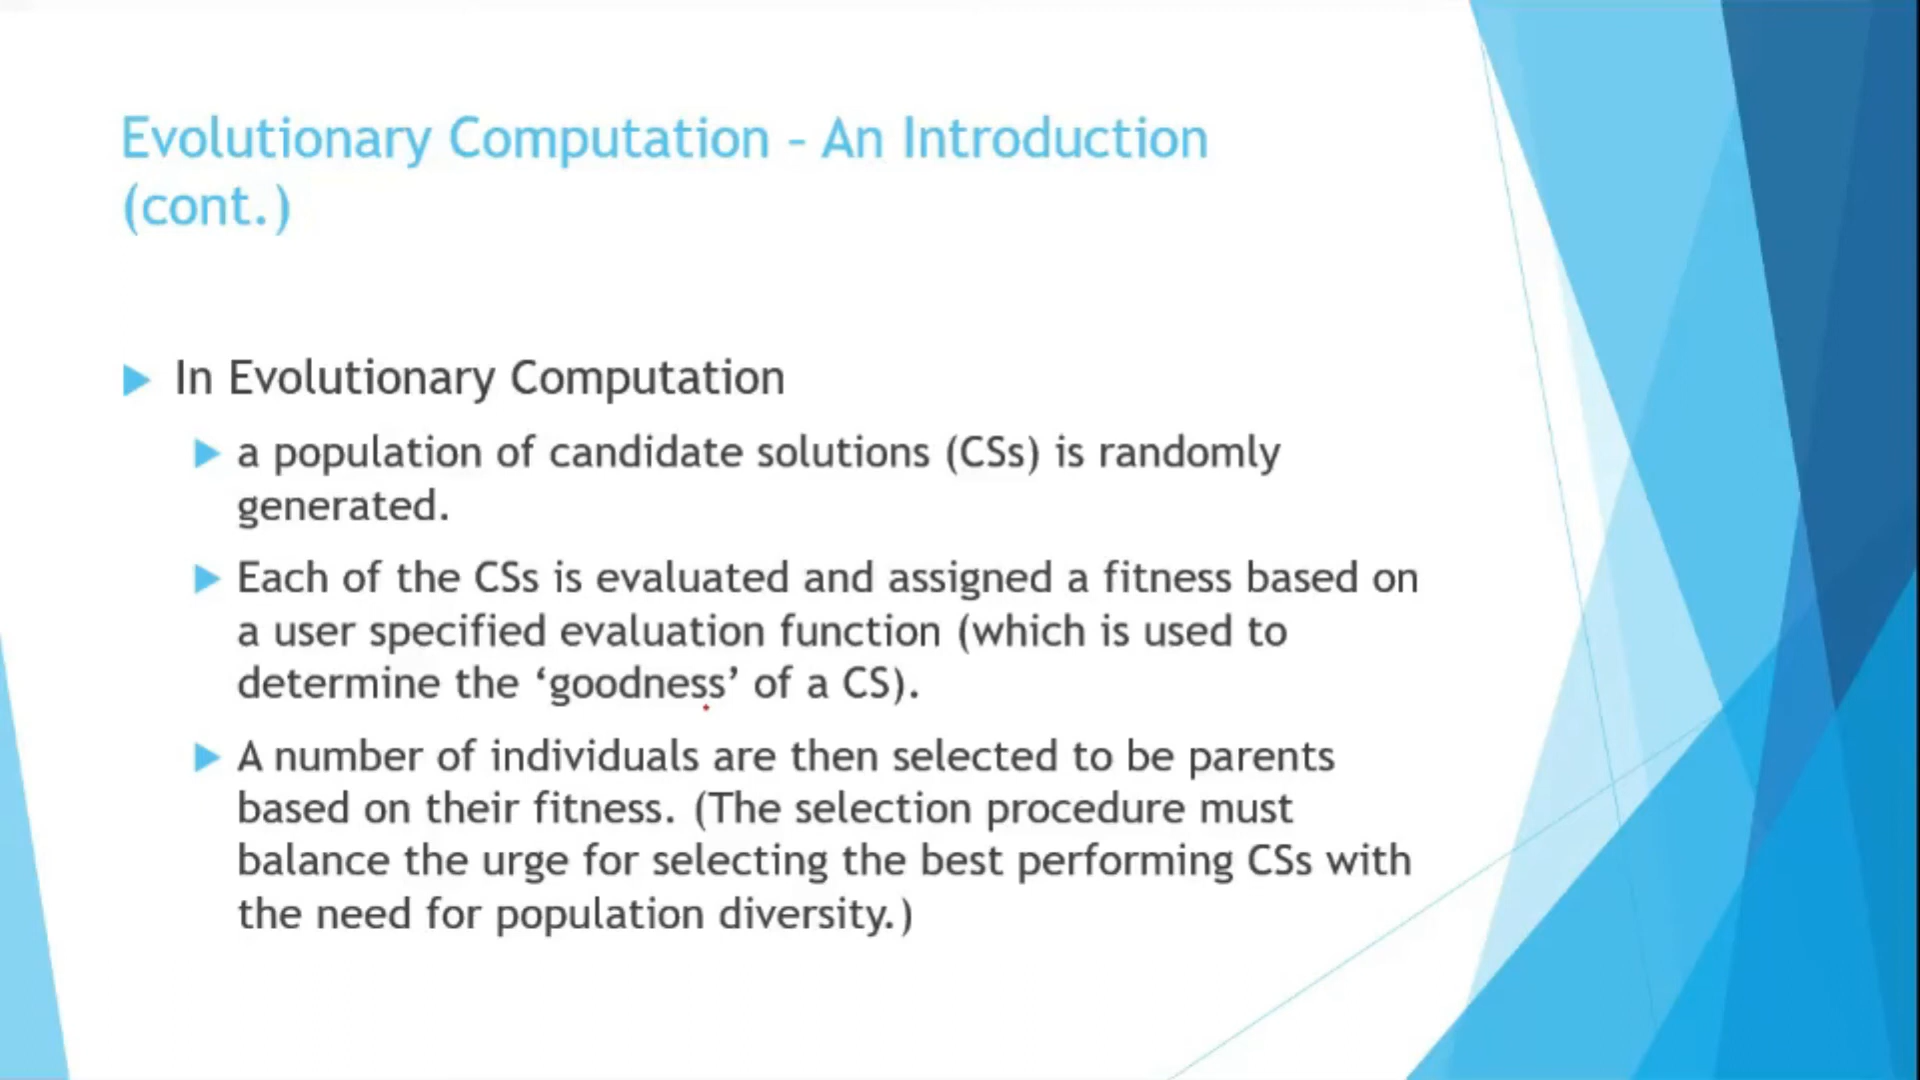 Evolutionary Computation – An Introduction
(cont.)
In Evolutionary Computation
a population of candidate solutions (CSs) is randomly
generated.
Each of the CSs is evaluated and assigned a fitness based on
a user specified evaluation function (which is used to
determine the ‘goodness’ of a CS).
A number of individuals are then selected to be parents
based on their fitness. (The selection procedure must
balance the urge for selecting the best performing CSs with
the need for population diversity.)